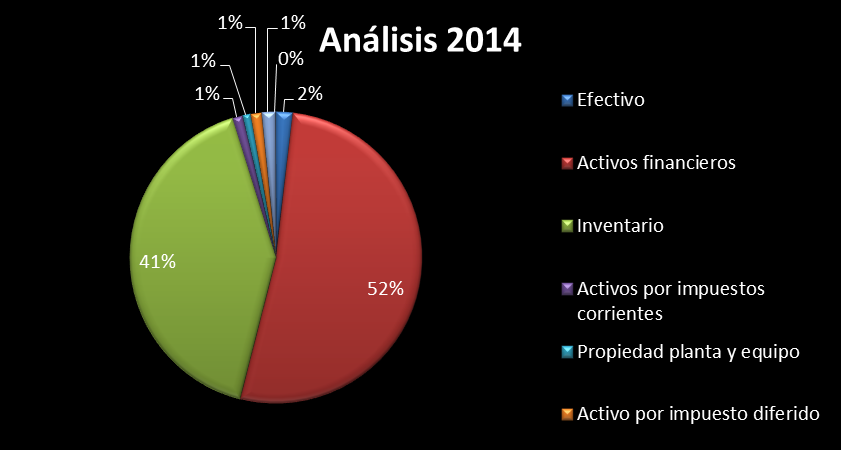 Análisis 2014
1%
1%
0%
1%
1%
2%
41%
52%
Efectivo
Activos financieros
Inventario
Activos por impuestos
corrientes
Propiedad planta y equipo
Activo por impuesto diferido